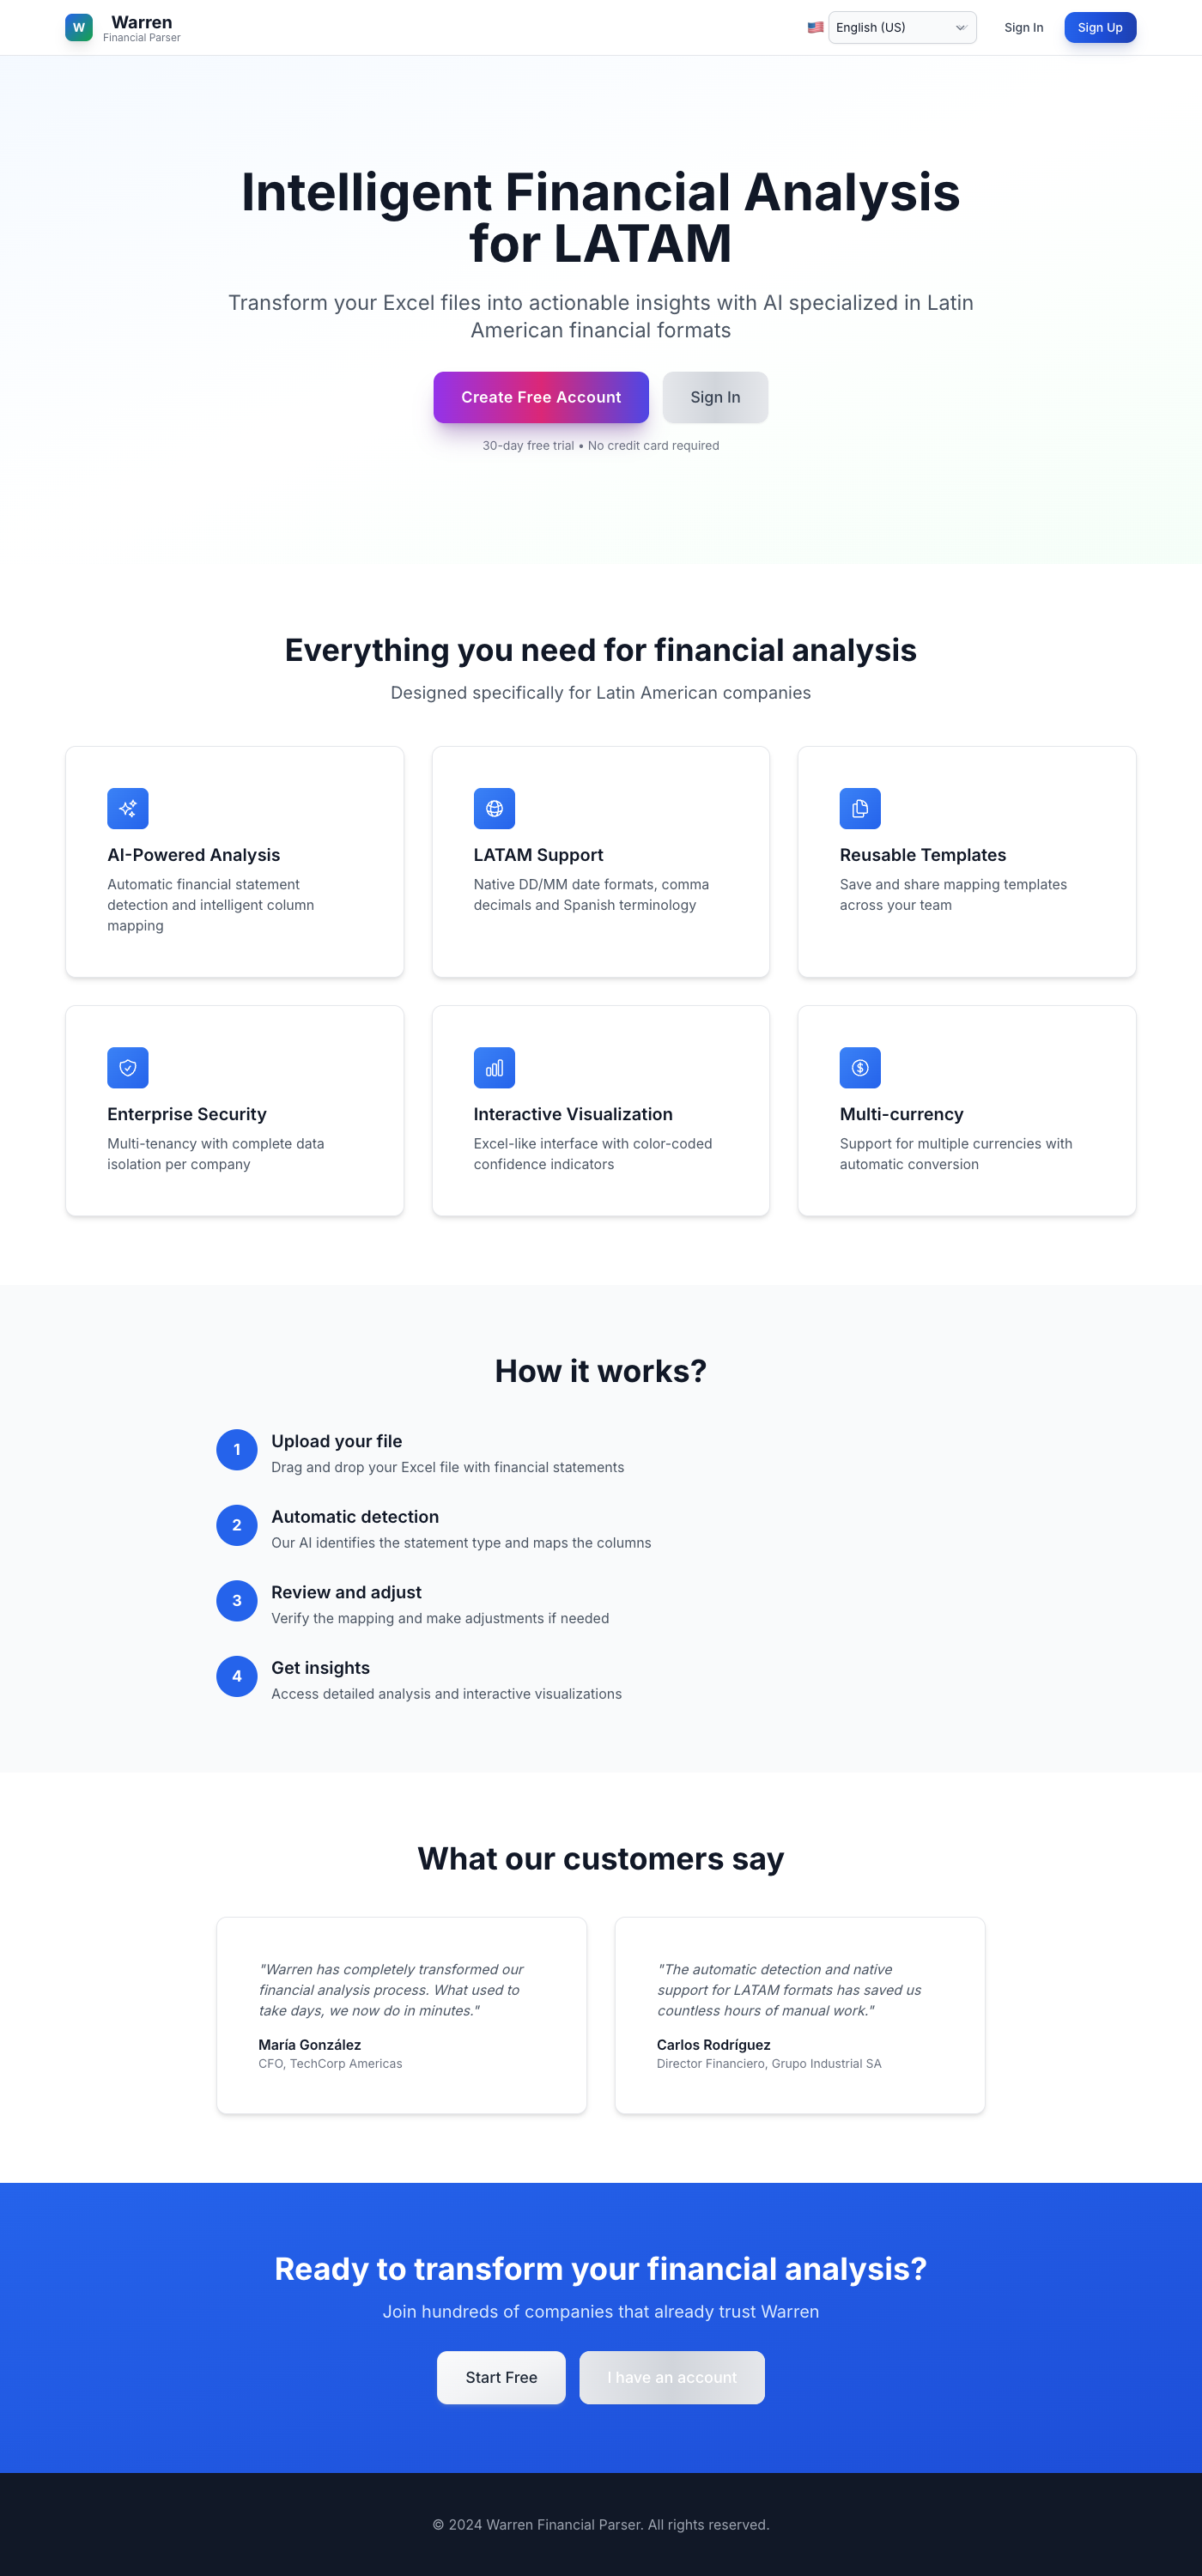 W
Warren
Financial Parser
🇺🇸 English (US)
Sign In
Sign Up
Intelligent Financial Analysis
for LATAM
Transform your Excel files into actionable insights with AI specialized in Latin
American financial formats
Create Free Account
Sign In
30-day free trial • No credit card required
Everything you need for financial analysis
Designed specifically for Latin American companies
AI-Powered Analysis
Automatic financial statement
detection and intelligent column
mapping
LATAM Support
Native DD/MM date formats, comma
decimals and Spanish terminology
Reusable Templates
Save and share mapping templates
across your team
Enterprise Security
Multi-tenancy with complete data
isolation per company
Interactive Visualization
Excel-like interface with color-coded
confidence indicators
Multi-currency
Support for multiple currencies with
automatic conversion
How it works?
1
Upload your file
Drag and drop your Excel file with financial statements
2
Automatic detection
Our AI identifies the statement type and maps the columns
3
Review and adjust
Verify the mapping and make adjustments if needed
4
Get insights
Access detailed analysis and interactive visualizations
What our customers say
"Warren has completely transformed our
financial analysis process. What used to
take days, we now do in minutes."
María González
CFO, TechCorp Americas
"The automatic detection and native
support for LATAM formats has saved us
countless hours of manual work."
Carlos Rodríguez
Director Financiero, Grupo Industrial SA
Ready to transform your financial analysis?
Join hundreds of companies that already trust Warren
Start Free
I have an account
© 2024 Warren Financial Parser. All rights reserved.